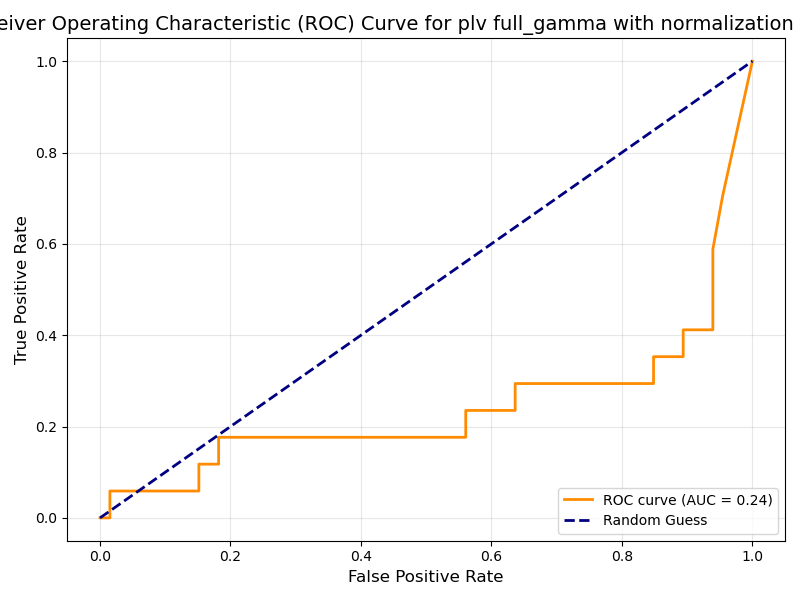 Operating Characteristic (ROC) Curve for plv full_gamma with normalization
1.0
0.8
0.6
0.4
0.2
0.0
True Positive Rate
0.0 0.2 0.4 0.6 0.8 1.0
False Positive Rate
ROC curve (AUC = 0.24)
Random Guess